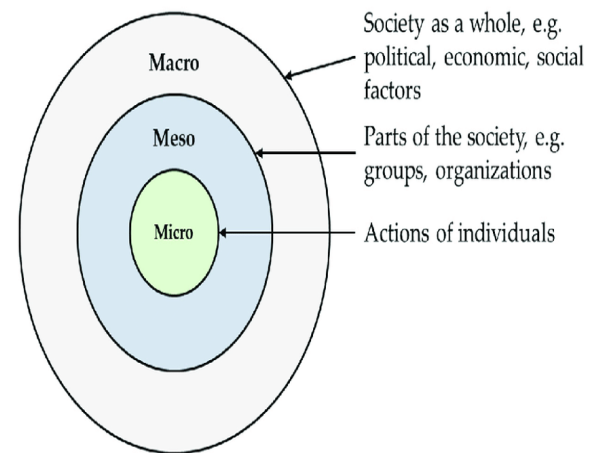 Macro
Society as a whole, e.g.
political, economic, social
factors
Meso
Parts of the society, e.g.
groups, organizations
Micro
Actions of individuals